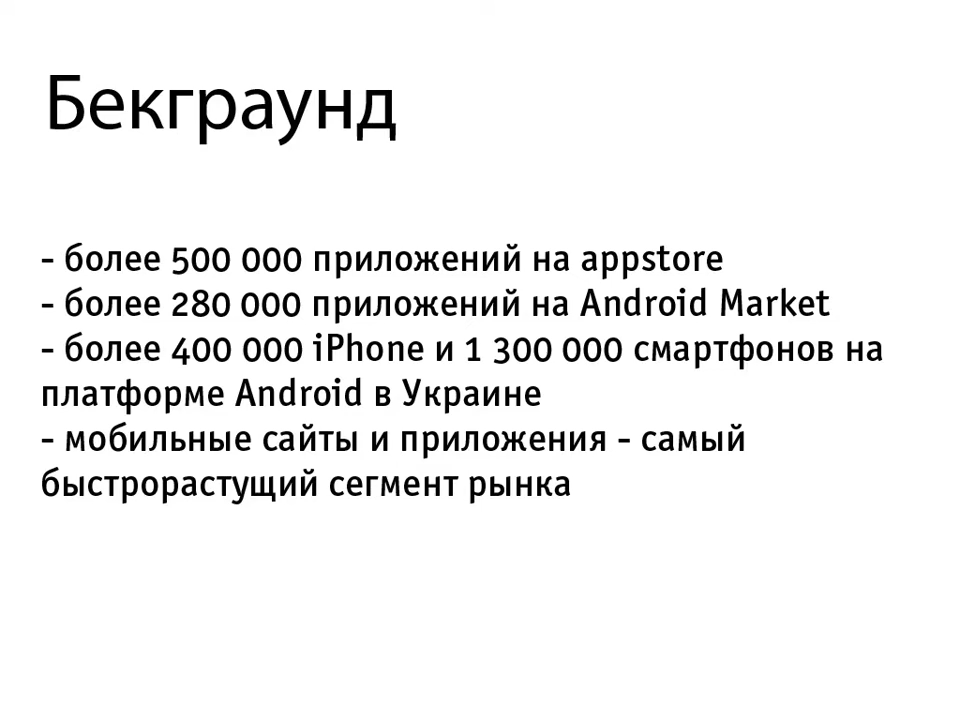 Бекграунд
- более 500 000 приложений на appstore
- более 280 000 приложений на Android Market
- более 400 000 iPhone и 1 300 000 смартфонов на
платформе Android в Украине
- мобильные сайты и приложения - самый
быстрорастущий сегмент рынка